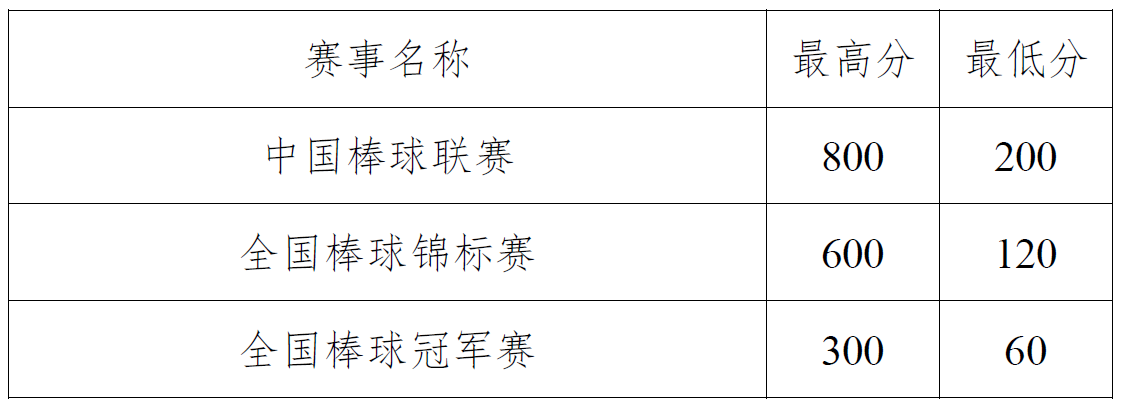 赛事名称 最高分 最低分
中国棒球联赛 800 200
全国棒球锦标赛 600 120
全国棒球冠军赛 300 60